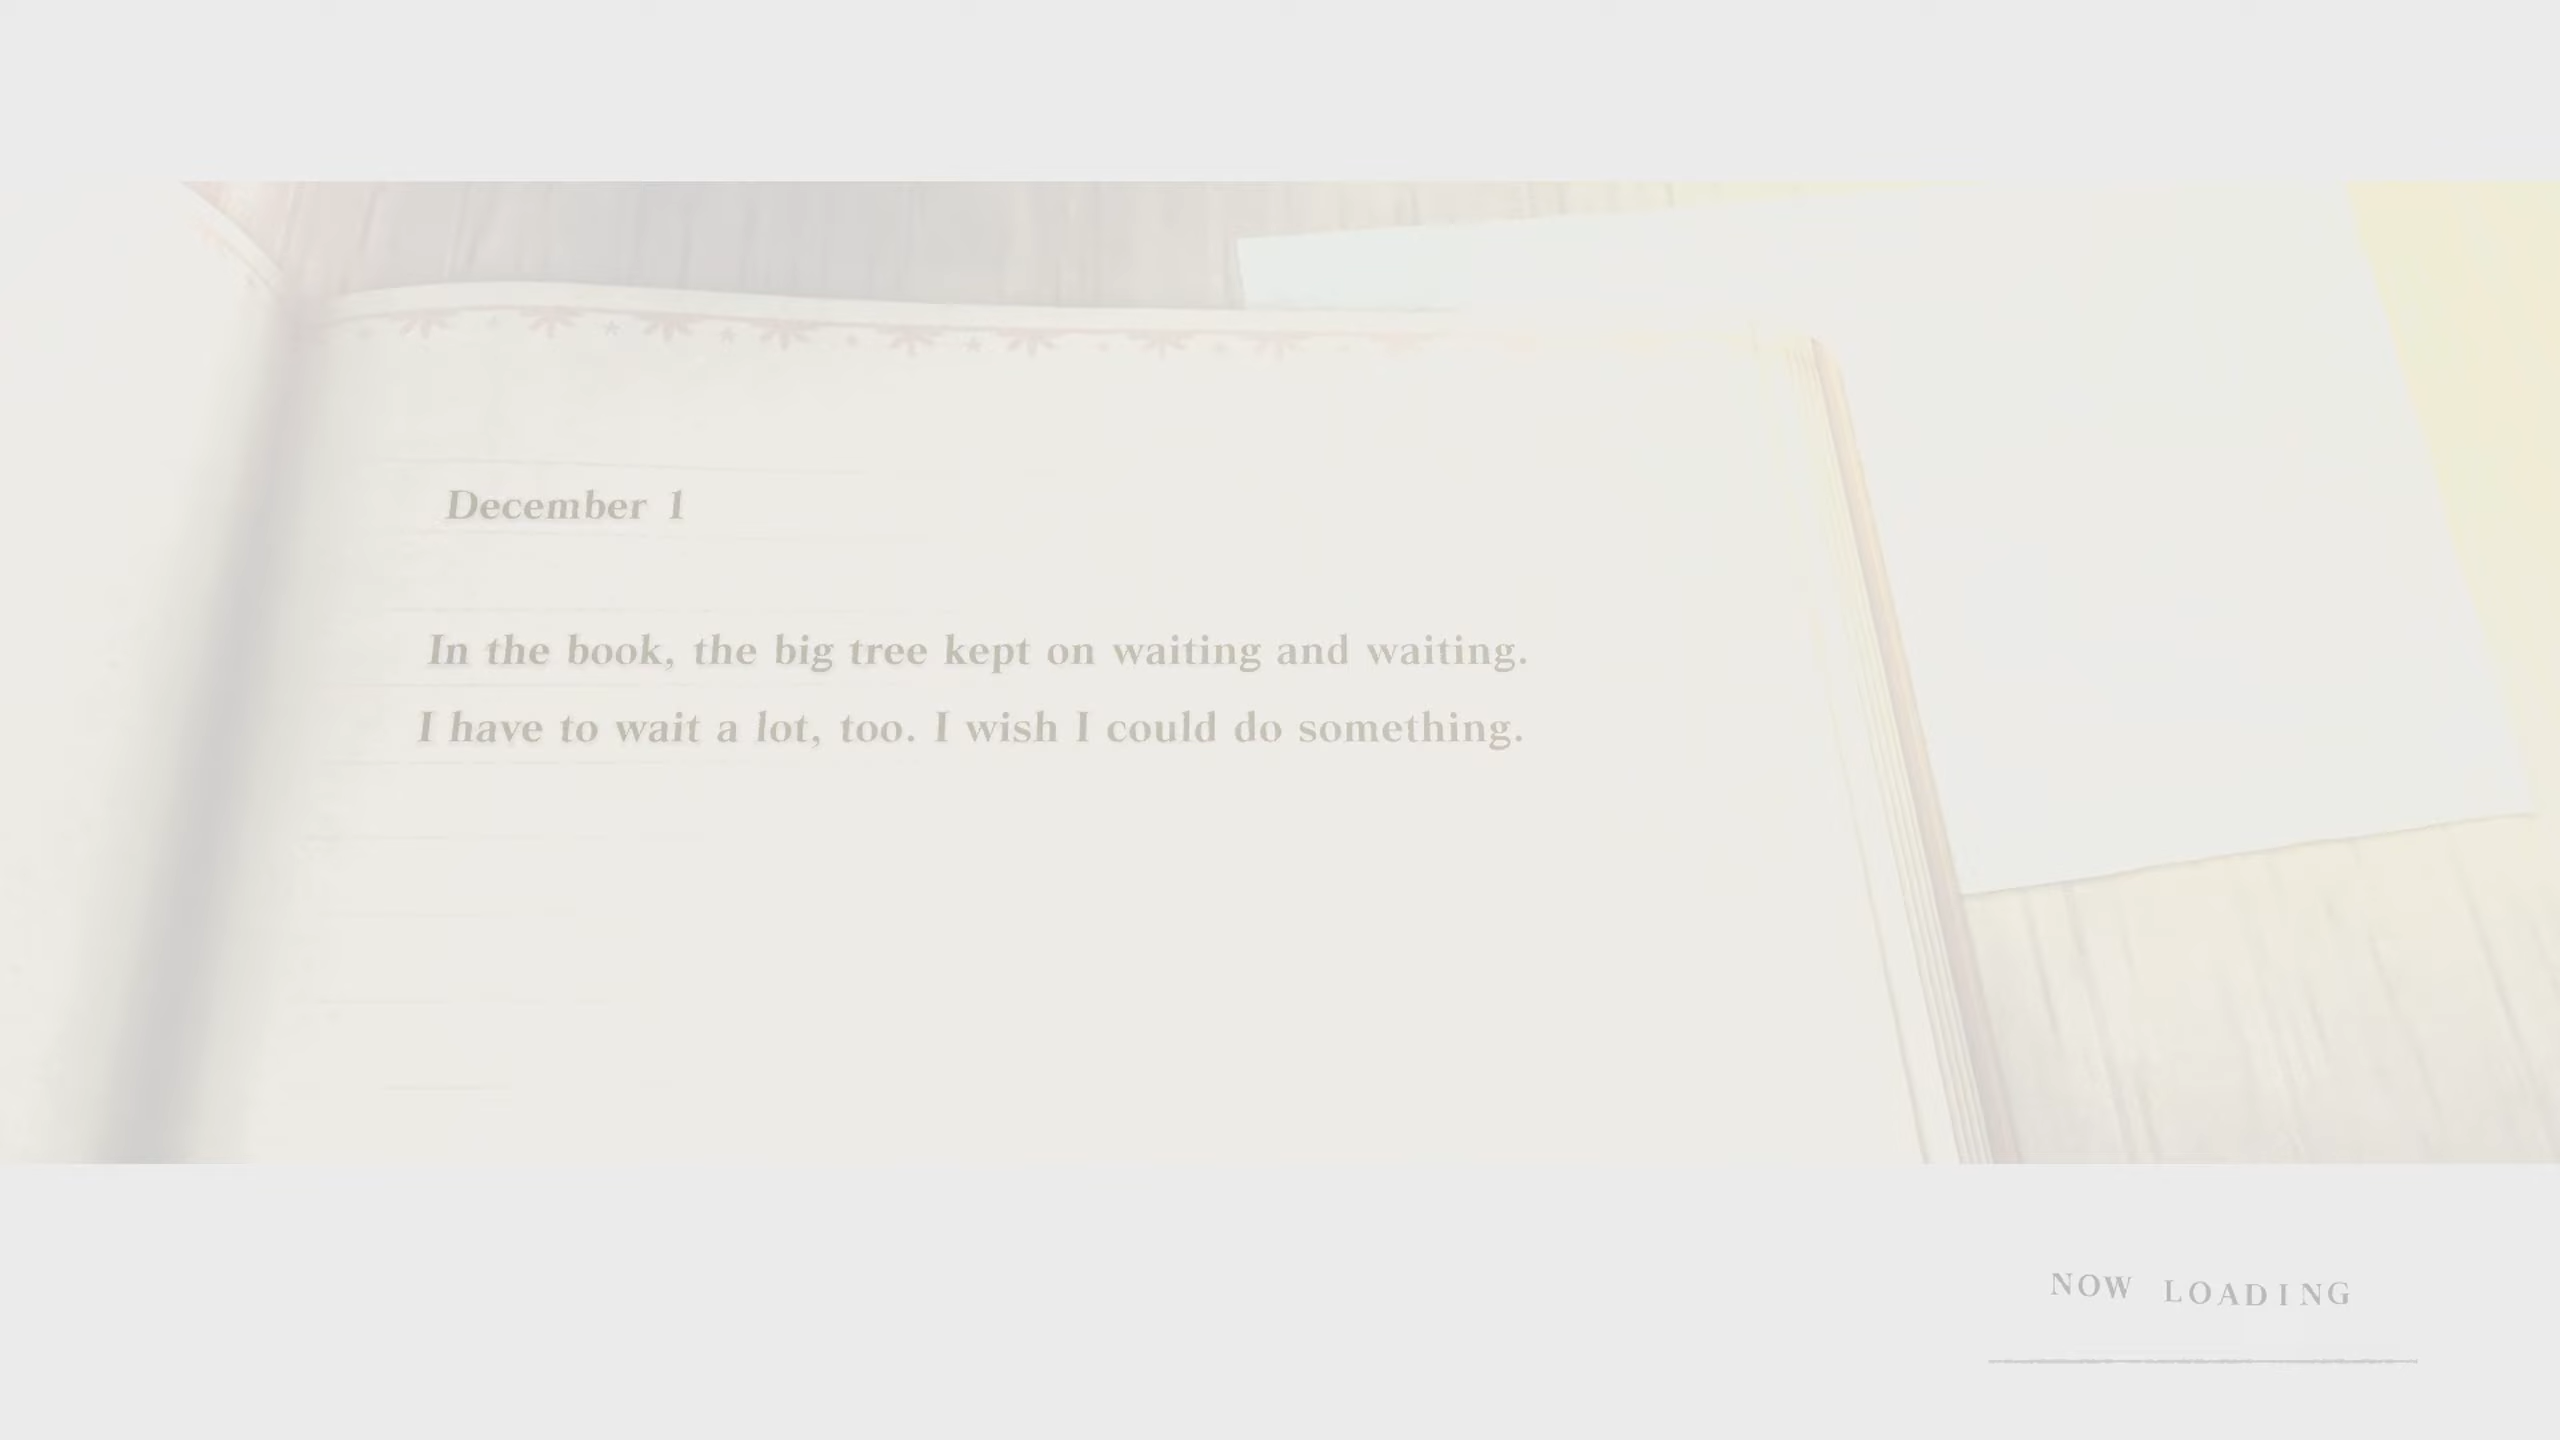 December 1
In the book, the big tree kept on waiting and waiting.
I have to wait a lot, too. I wish I could do something.
NOW LOADING